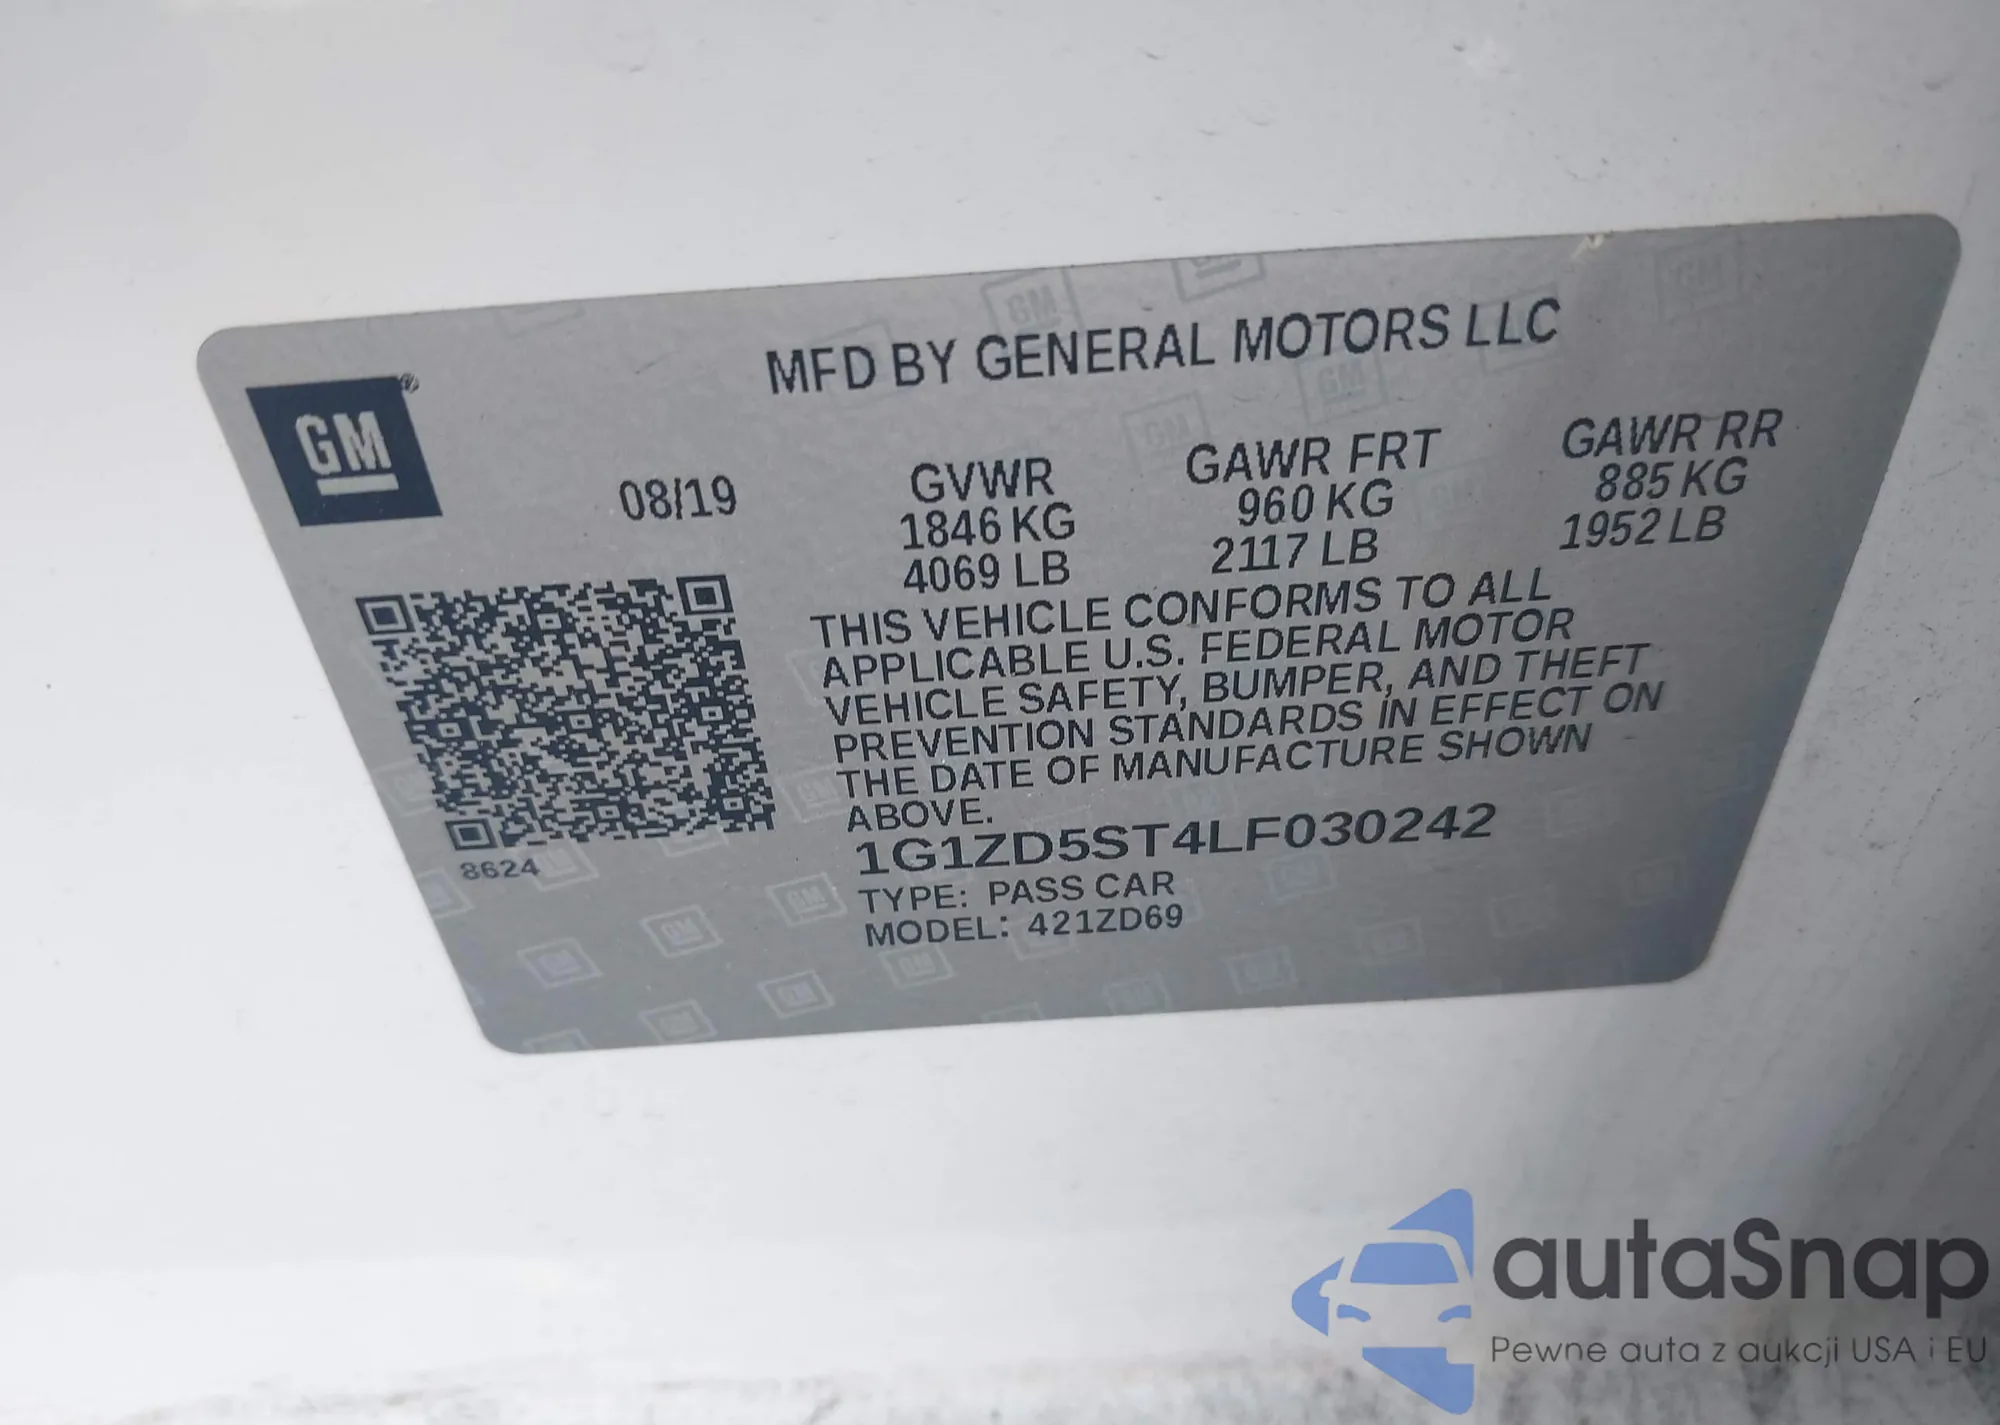 MFD BY GENERAL MOTORS LLC
GM®
08/19
GVWR
1846 KG
4069 LB
GAWR FRT
960 KG
2117 LB
GAWR RR
885 KG
1952 LB
THIS VEHICLE CONFORMS TO ALL
APPLICABLE U.S. FEDERAL MOTOR
VEHICLE SAFETY, BUMPER, AND THEFT
PREVENTION STANDARDS IN EFFECT ON
THE DATE OF MANUFACTURE SHOWN
ABOVE.
8624
1G1ZD5ST4LF030242
TYPE: PASS CAR
MODEL: 421ZD69
autaSnap
Pewne auta z aukcji USA i EU